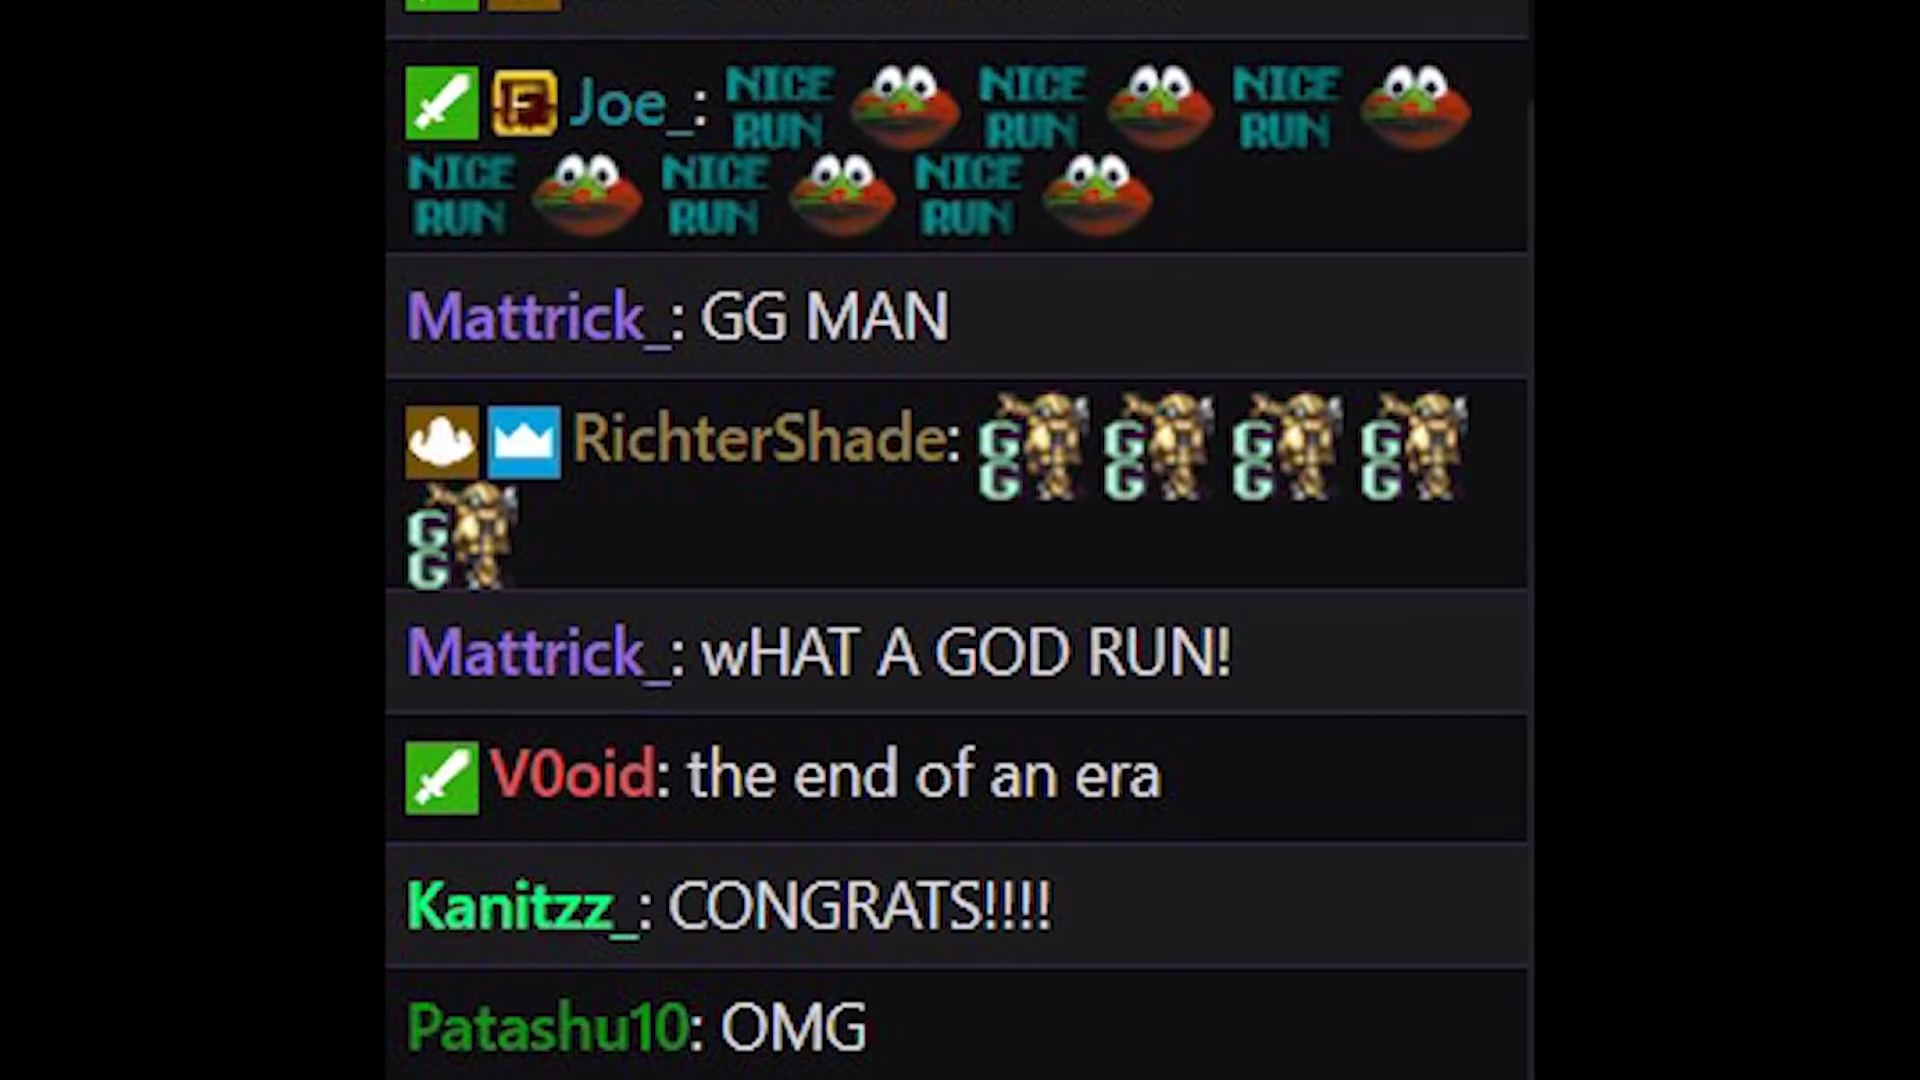 Joe_: NICE RUN NICE RUN NICE RUN
NICE RUN NICE RUN NICE RUN
Mattrick_: GG MAN
RichterShade: GG GG GG GG
GG
Mattrick_: wHAT A GOD RUN!
V0oid: the end of an era
Kanitzz_: CONGRATS!!!!
Patashu10: OMG